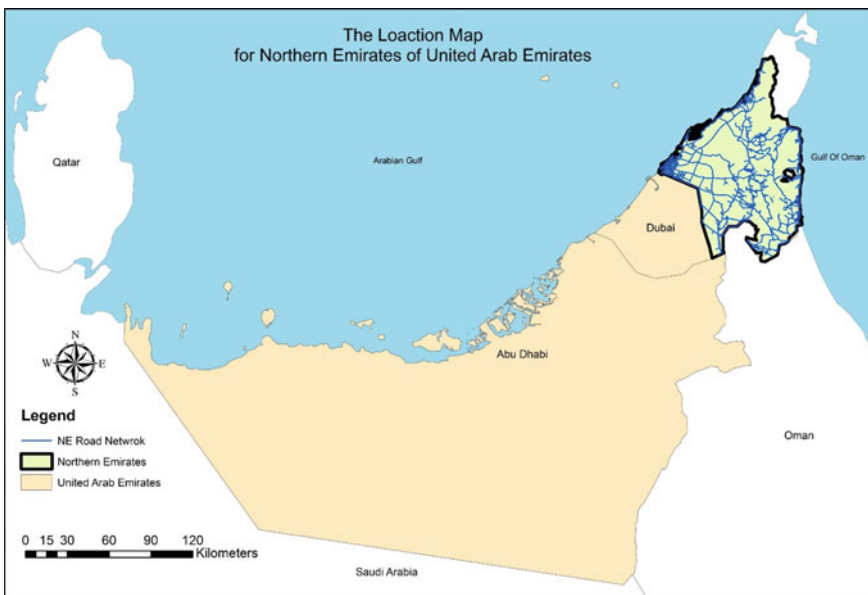 The Loaction Map
for Northern Emirates of United Arab Emirates
Qatar
Arabian Gulf
Gulf Of Oman
Dubai
Abu Dhabi
N
W E
S
Legend
NE Road Netwrok
Northern Emirates
United Arab Emirates
Oman
0 15 30 60 90 120
Kilometers
Saudi Arabia